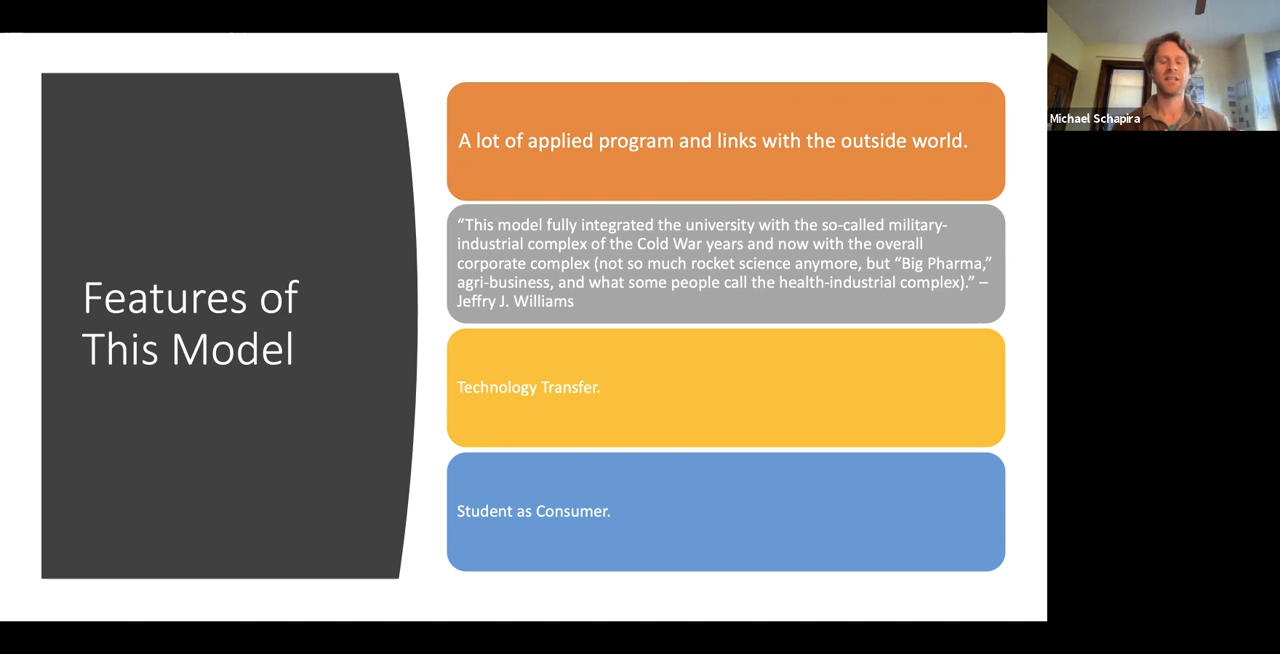 Features of
This Model
A lot of applied program and links with the outside world.
“This model fully integrated the university with the so-called military-
industrial complex of the Cold War years and now with the overall
corporate complex (not so much rocket science anymore, but “Big Pharma,”
agri-business, and what some people call the health-industrial complex).” –
Jeffry J. Williams
Technology Transfer.
Student as Consumer.
Michael Schapira